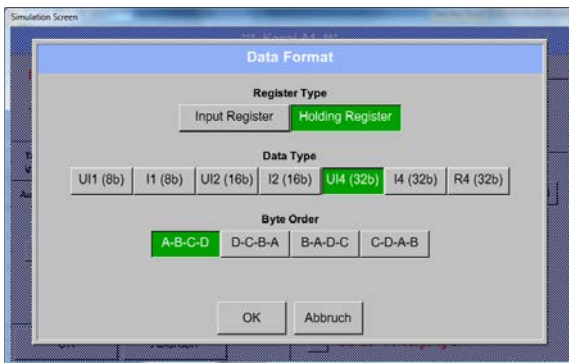 Simulation Screen
Data Format
Register Type
Input Register Holding Register
Data Type
UI1 (8b) I1 (8b) UI2 (16b) I2 (16b) UI4 (32b) I4 (32b) R4 (32b)
Byte Order
A-B-C-D D-C-B-A B-A-D-C C-D-A-B
OK Abbruch